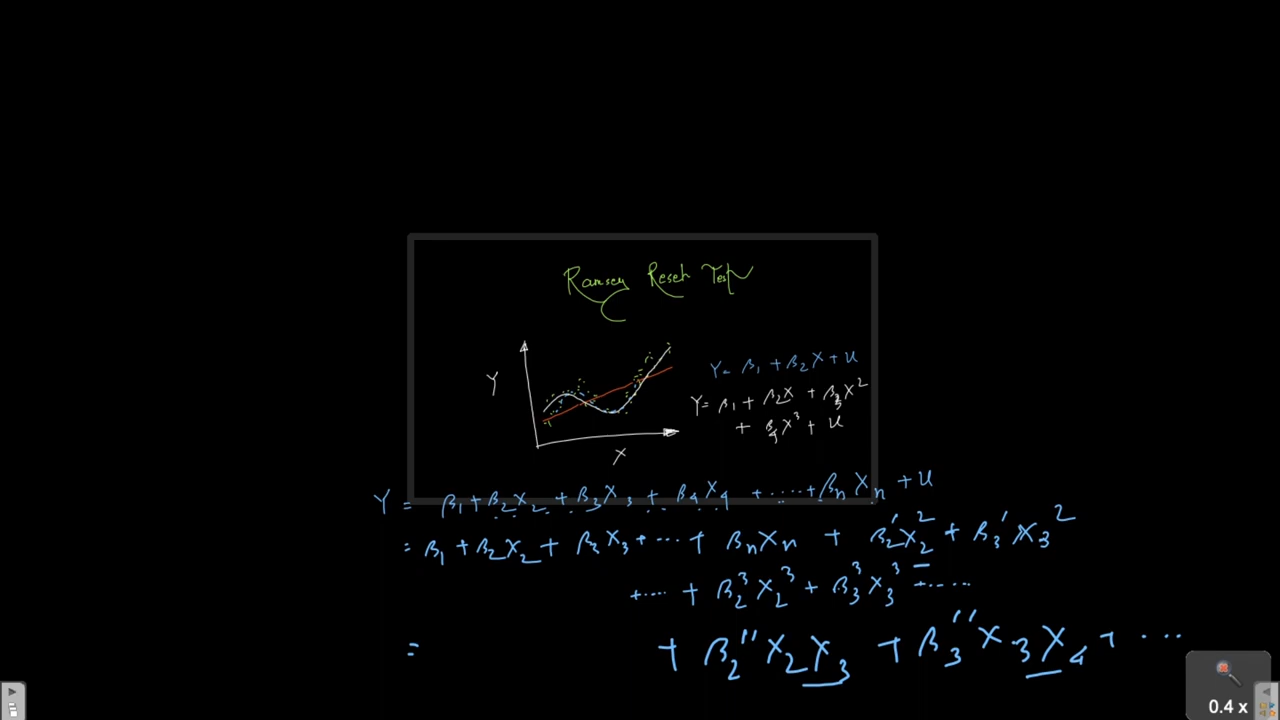 Ramsey Reset Test
Y = β₁ + β₂X + u
Y
Y = β₁ + β₂X + β₃X²
+ β₄X³ + u
X
Y = β₁ + β₂X₂ + β₃X₃ + β₄X₄ + ..... + βₙXₙ + u
= β₁ + β₂X₂ + β₃X₃ + ... + βₙXₙ + β₂'X₂² + β₃'X₃²
+ .... + β₂³X₂³ + β₃³X₃³ + .....
= + β₂''X₂X₃ + β₃''X₃X₄ + ...
0.4 x